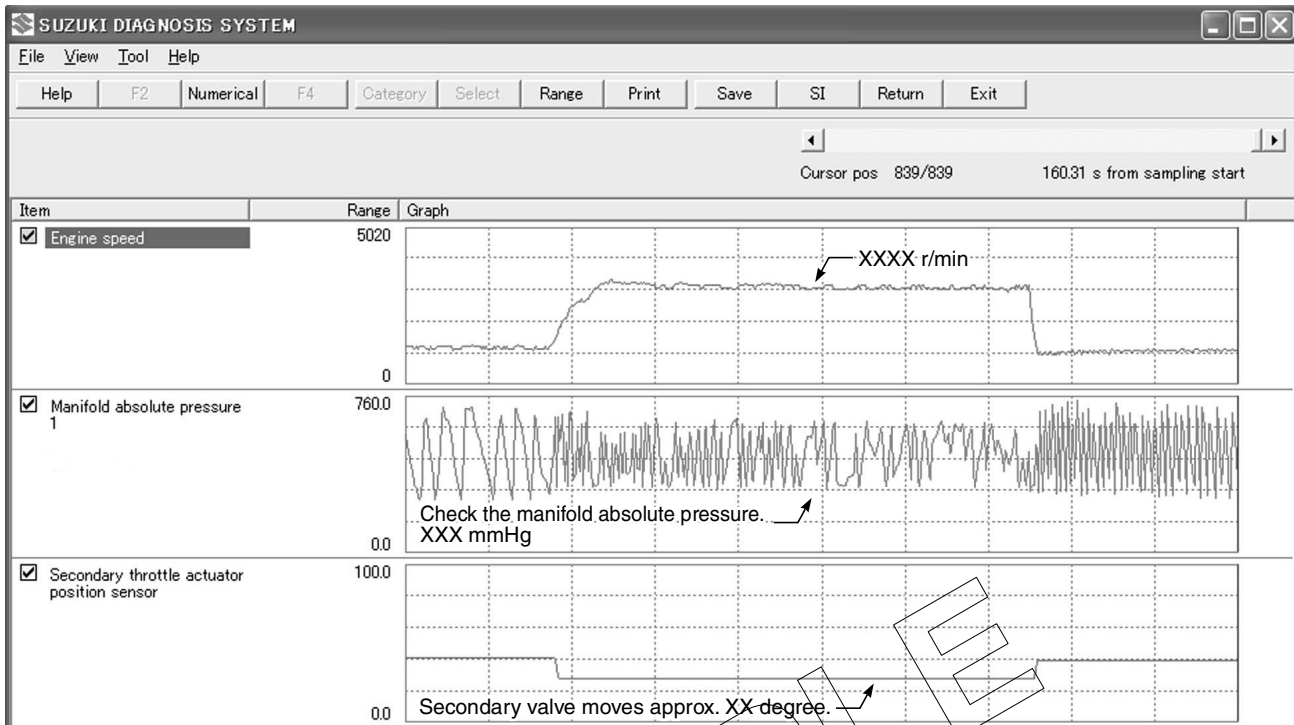 SUZUKI DIAGNOSIS SYSTEM
File View Tool Help
Help F2 Numerical F4 Category Select Range Print Save SI Return Exit
Cursor pos 839/839 160.31 s from sampling start
Item Range Graph
Engine speed 5020
XXXX r/min
0
Manifold absolute pressure 760.0
1
Check the manifold absolute pressure.
XXX mmHg
0.0
Secondary throttle actuator 100.0
position sensor
Secondary valve moves approx. XX degree.
0.0